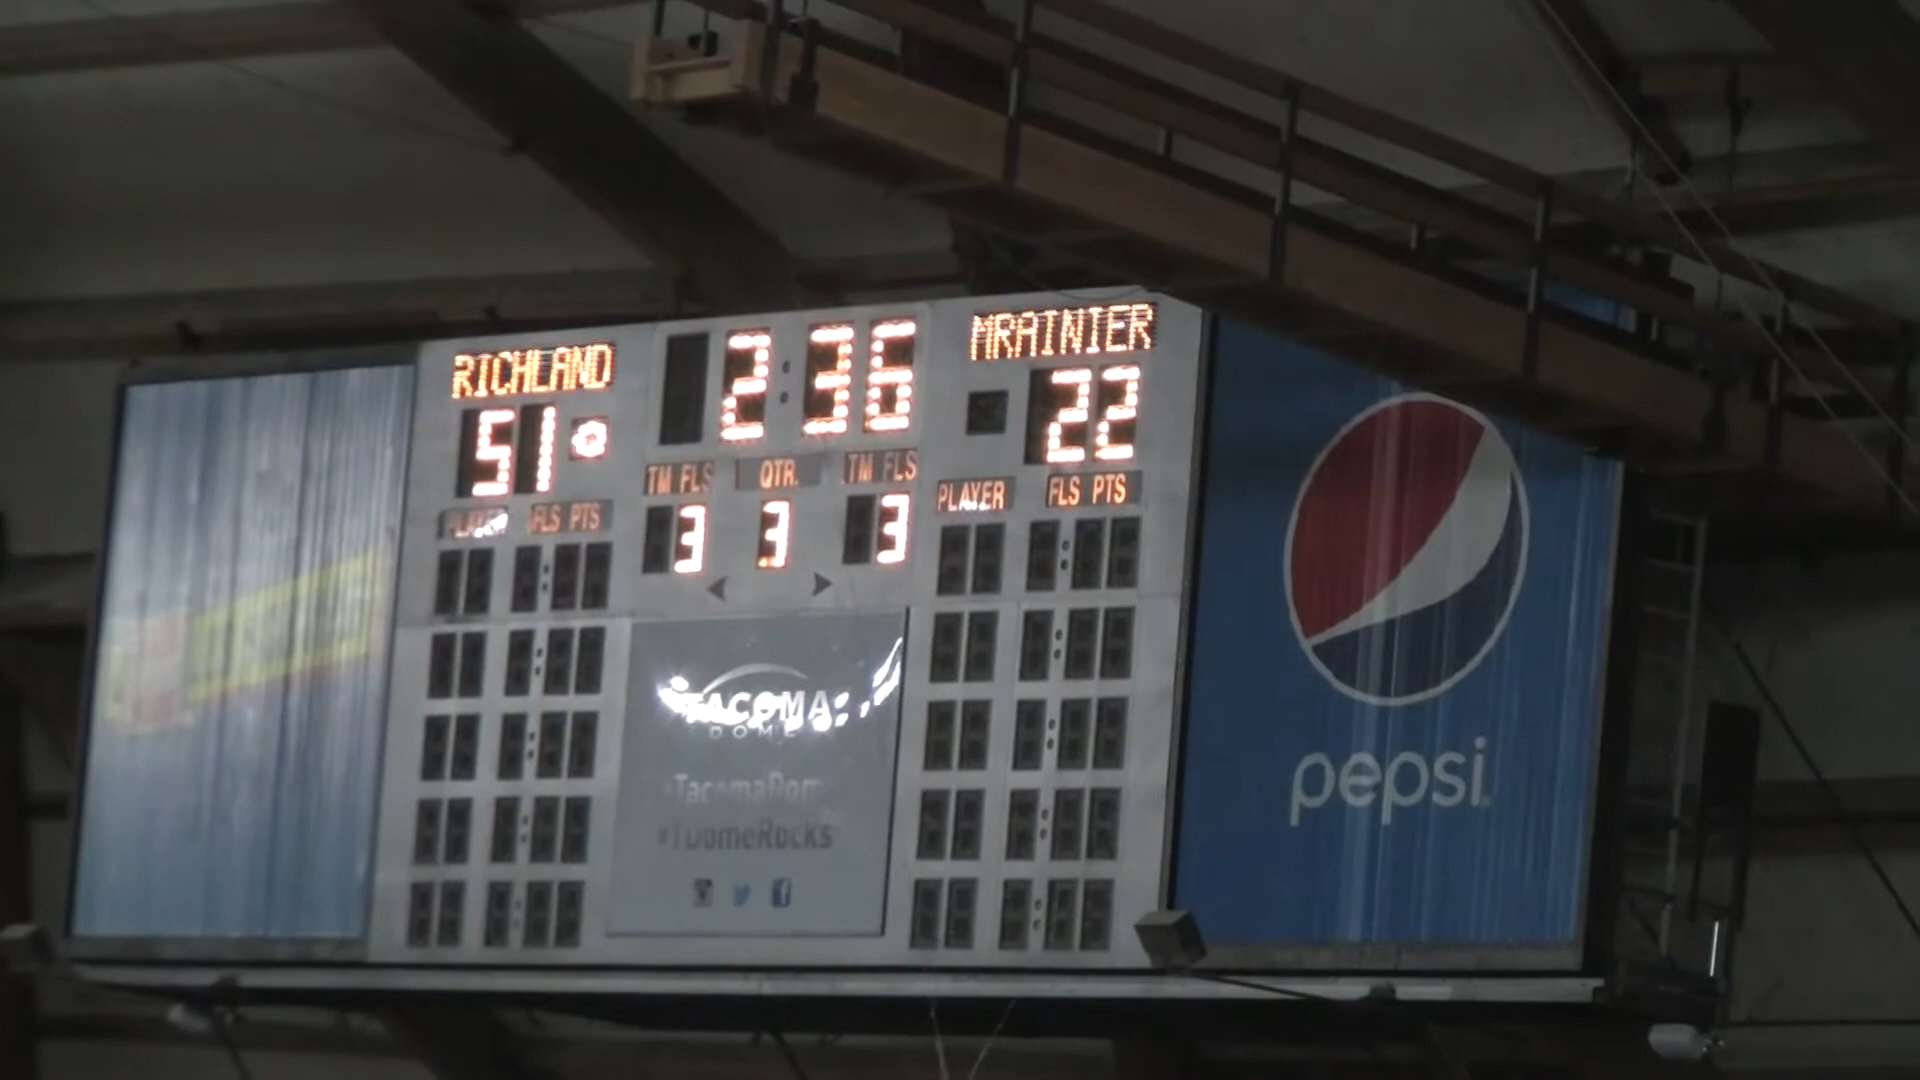 RICHLAND
2:36
MRAINIER
51
22
TM FLS
QTR.
TM FLS
PLAYER
FLS PTS
3
3
3
PLAYER
FLS PTS
TACOMA
DOME
TacomaDome
#TDomeRocks
pepsi